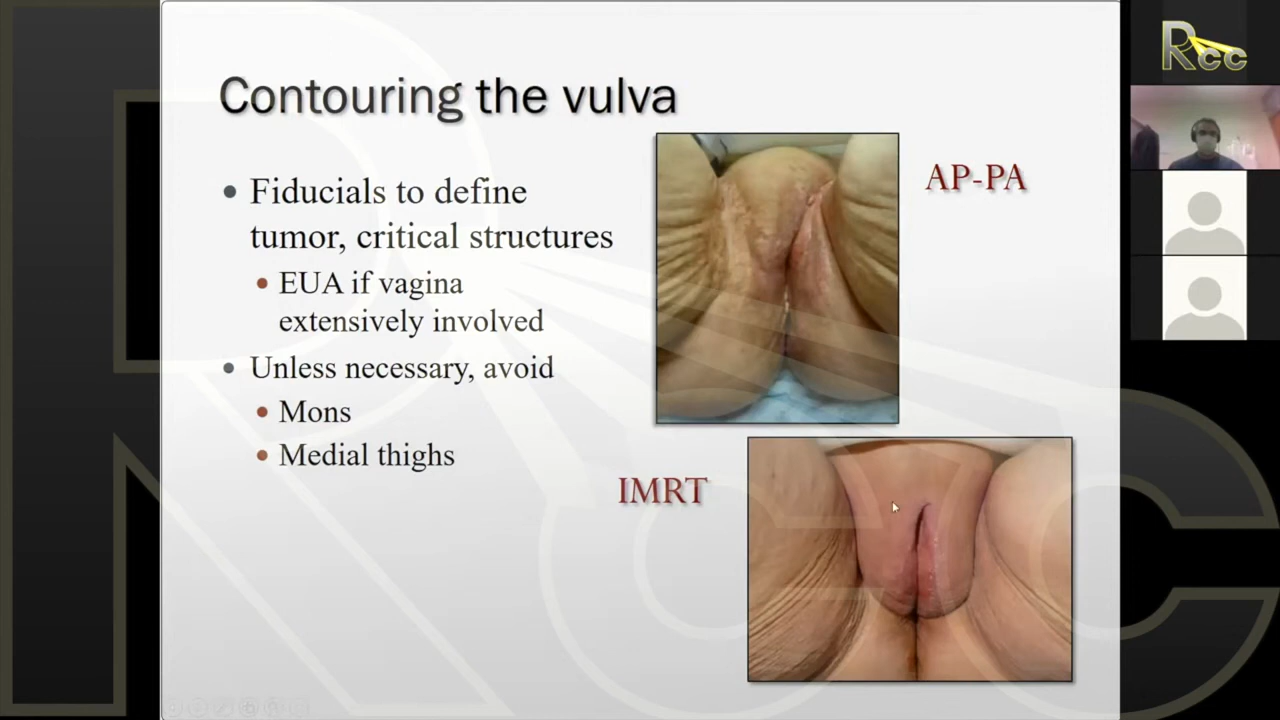 Contouring the vulva
Fiducials to define
tumor, critical structures
EUA if vagina
extensively involved
Unless necessary, avoid
Mons
Medial thighs
AP-PA
IMRT
Rcc